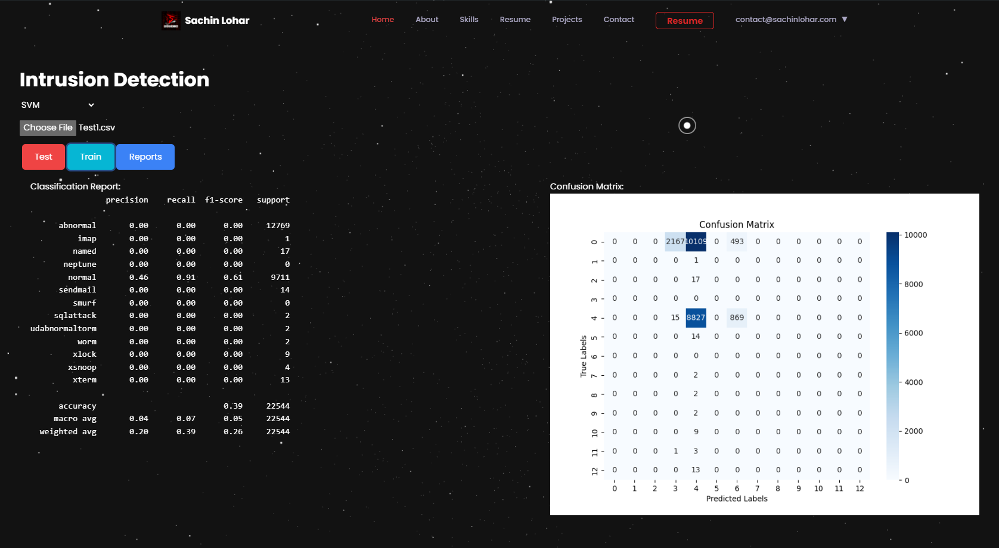 Sachin Lohar Home About Skills Resume Projects Contact Resume contact@sachinlohar.com ▼
Intrusion Detection
SVM
Choose File Test1.csv
Test Train Reports
Classification Report:
precision recall f1-score support
abnormal 0.00 0.00 0.00 12769
imap 0.00 0.00 0.00 1
named 0.00 0.00 0.00 17
neptune 0.00 0.00 0.00 0
normal 0.46 0.91 0.61 9711
sendmail 0.00 0.00 0.00 14
smurf 0.00 0.00 0.00 0
sqlattack 0.00 0.00 0.00 2
udabnormaltorm 0.00 0.00 0.00 2
worm 0.00 0.00 0.00 2
xlock 0.00 0.00 0.00 9
xsnoop 0.00 0.00 0.00 4
xterm 0.00 0.00 0.00 13
accuracy 0.39 22544
macro avg 0.04 0.07 0.05 22544
weighted avg 0.20 0.39 0.26 22544
Confusion Matrix:
Confusion Matrix
0 0 0 0 2167 10109 0 493 0 0 0 0 0 0
1 0 0 0 0 1 0 0 0 0 0 0 0 0
2 0 0 0 0 17 0 0 0 0 0 0 0 0
3 0 0 0 0 0 0 0 0 0 0 0 0 0
4 0 0 0 15 8827 0 869 0 0 0 0 0 0
5 0 0 0 0 14 0 0 0 0 0 0 0 0
6 0 0 0 0 0 0 0 0 0 0 0 0 0
7 0 0 0 0 2 0 0 0 0 0 0 0 0
8 0 0 0 0 2 0 0 0 0 0 0 0 0
9 0 0 0 0 2 0 0 0 0 0 0 0 0
10 0 0 0 0 9 0 0 0 0 0 0 0 0
11 0 0 0 1 3 0 0 0 0 0 0 0 0
12 0 0 0 0 13 0 0 0 0 0 0 0 0
0 1 2 3 4 5 6 7 8 9 10 11 12
Predicted Labels
True Labels
10000
8000
6000
4000
2000
0